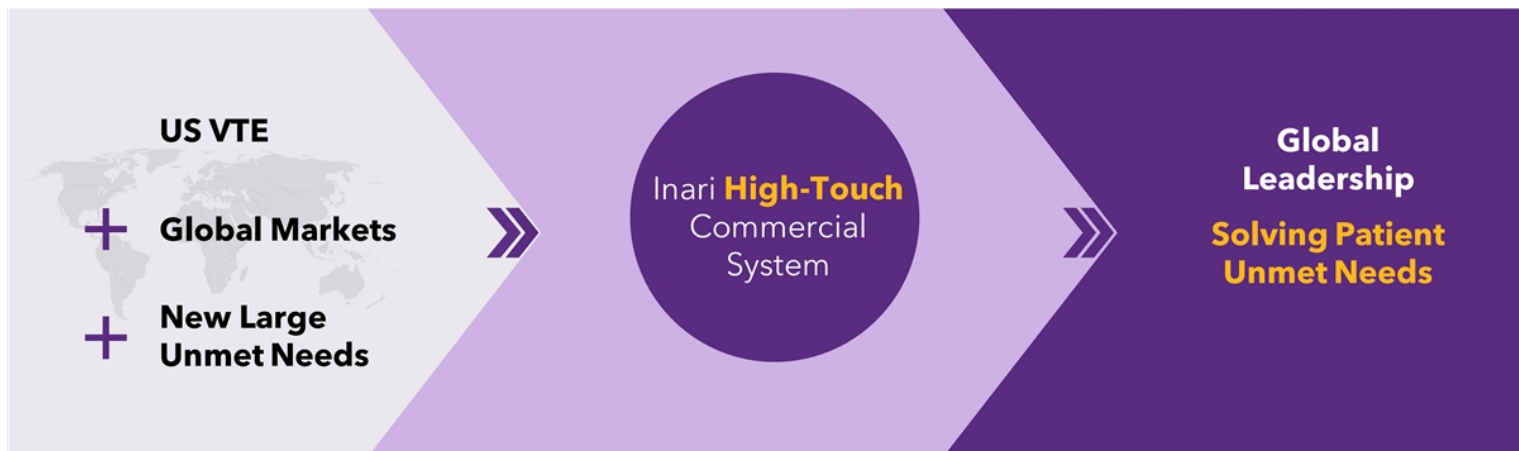 US VTE
+ Global Markets
+ New Large
Unmet Needs
Inari High-Touch
Commercial
System
Global
Leadership
Solving Patient
Unmet Needs